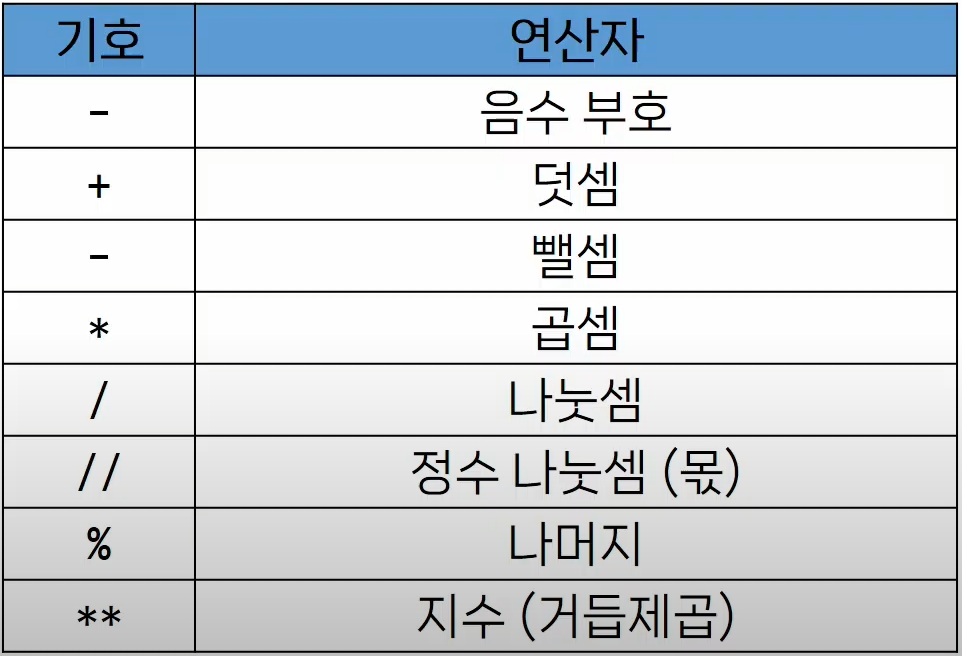 기호 연산자
- 음수 부호
+ 덧셈
- 뺄셈
* 곱셈
/ 나눗셈
// 정수 나눗셈 (몫)
% 나머지
** 지수 (거듭제곱)